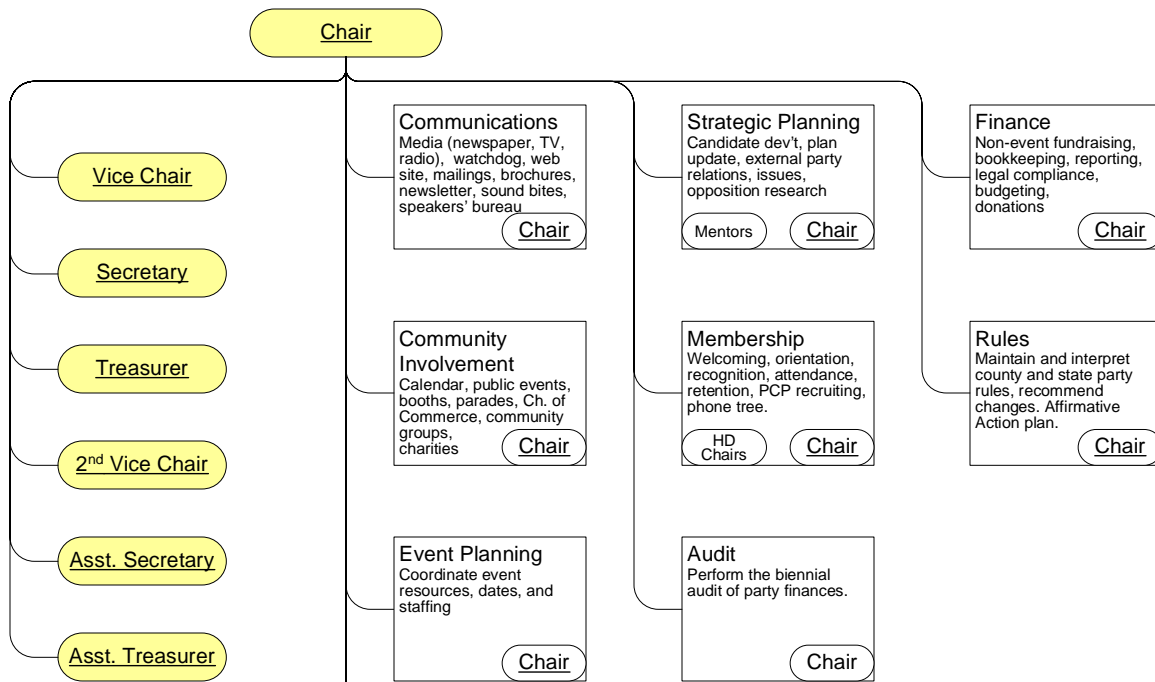 Chair
Vice Chair
Secretary
Treasurer
2nd Vice Chair
Asst. Secretary
Asst. Treasurer
Communications
Media (newspaper, TV,
radio),  watchdog, web
site, mailings, brochures,
newsletter, sound bites,
speakers’ bureau
Chair
Community
Involvement
Calendar, public events,
booths, parades, Ch. of
Commerce, community
groups,
charities
Chair
Event Planning
Coordinate event
resources, dates, and
staffing
Chair
Strategic Planning
Candidate dev’t, plan
update, external party
relations, issues,
opposition research
Mentors
Chair
Membership
Welcoming, orientation,
recognition, attendance,
retention, PCP recruiting,
phone tree.
HD
Chairs
Chair
Audit
Perform the biennial
audit of party finances.
Chair
Finance
Non-event fundraising,
bookkeeping, reporting,
legal compliance,
budgeting,
donations
Chair
Rules
Maintain and interpret
county and state party
rules, recommend
changes. Affirmative
Action plan.
Chair